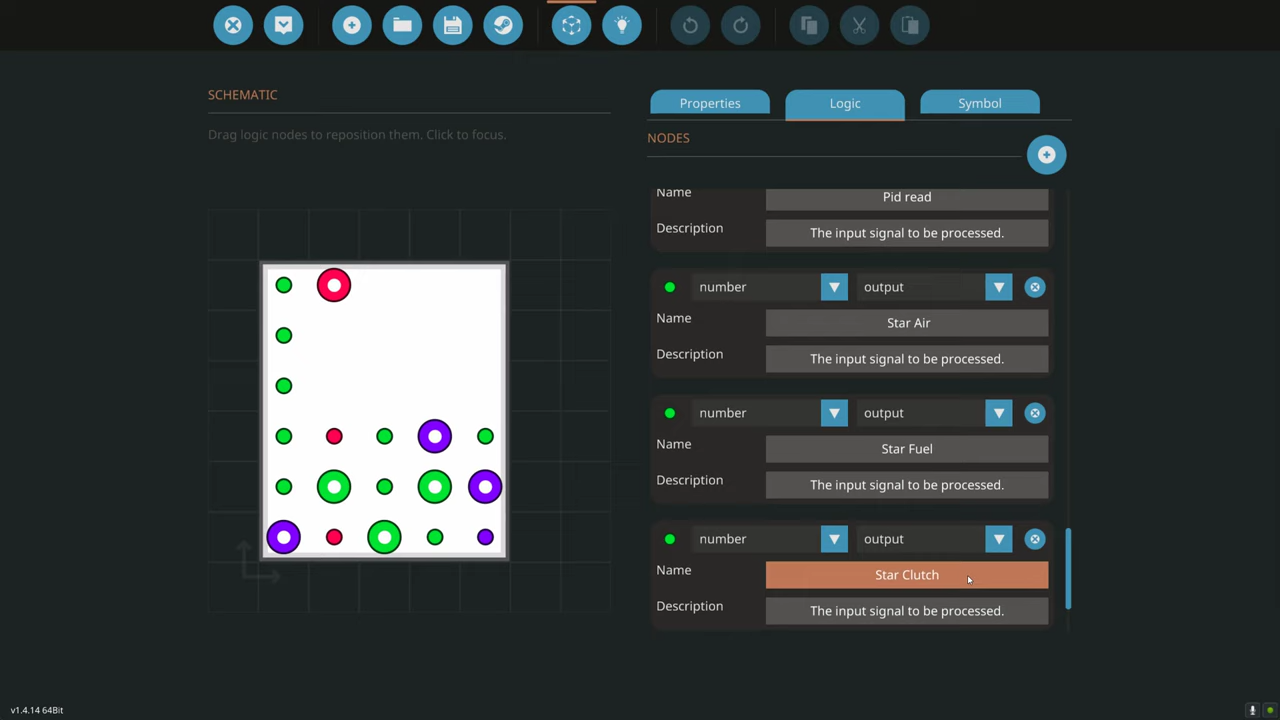 SCHEMATIC
Drag logic nodes to reposition them. Click to focus.
Properties
Logic
Symbol
NODES
Name
Pid read
Description
The input signal to be processed.
number
output
Name
Star Air
Description
The input signal to be processed.
number
output
Name
Star Fuel
Description
The input signal to be processed.
number
output
Name
Star Clutch
Description
The input signal to be processed.
v1.4.14 64Bit